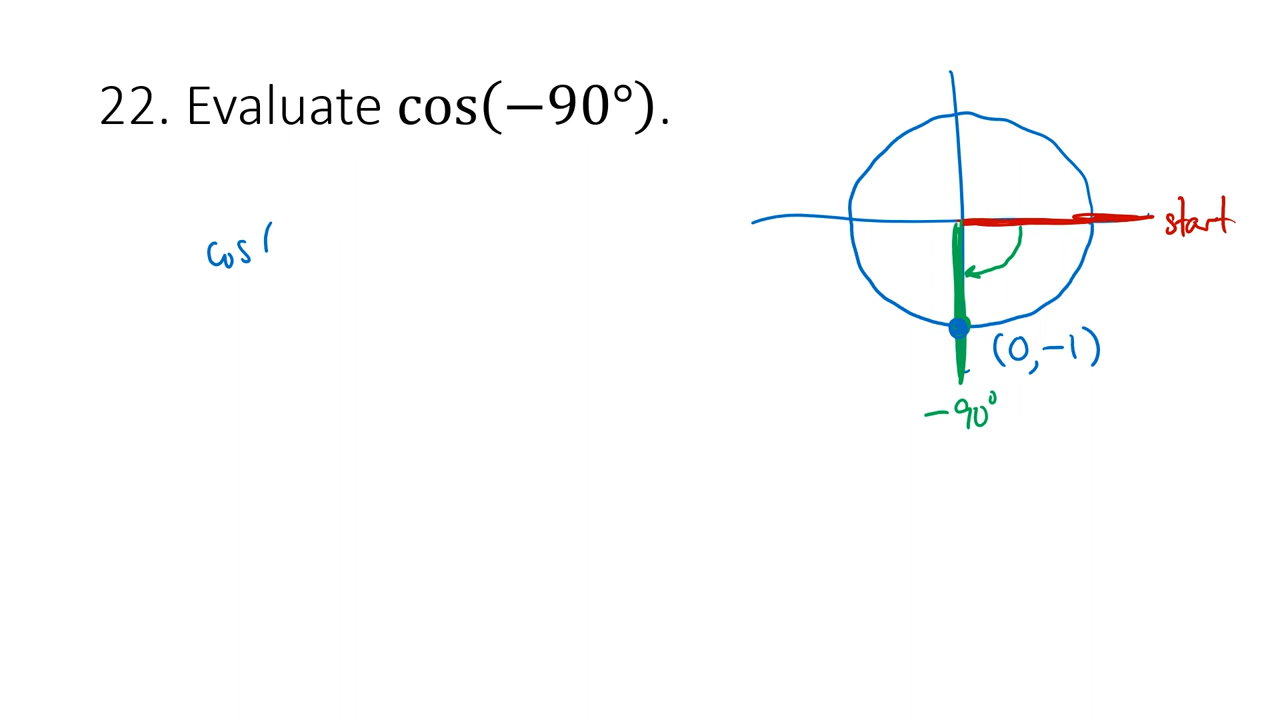 22. Evaluate cos(−90°).
start
cos(
(0,-1)
-90°